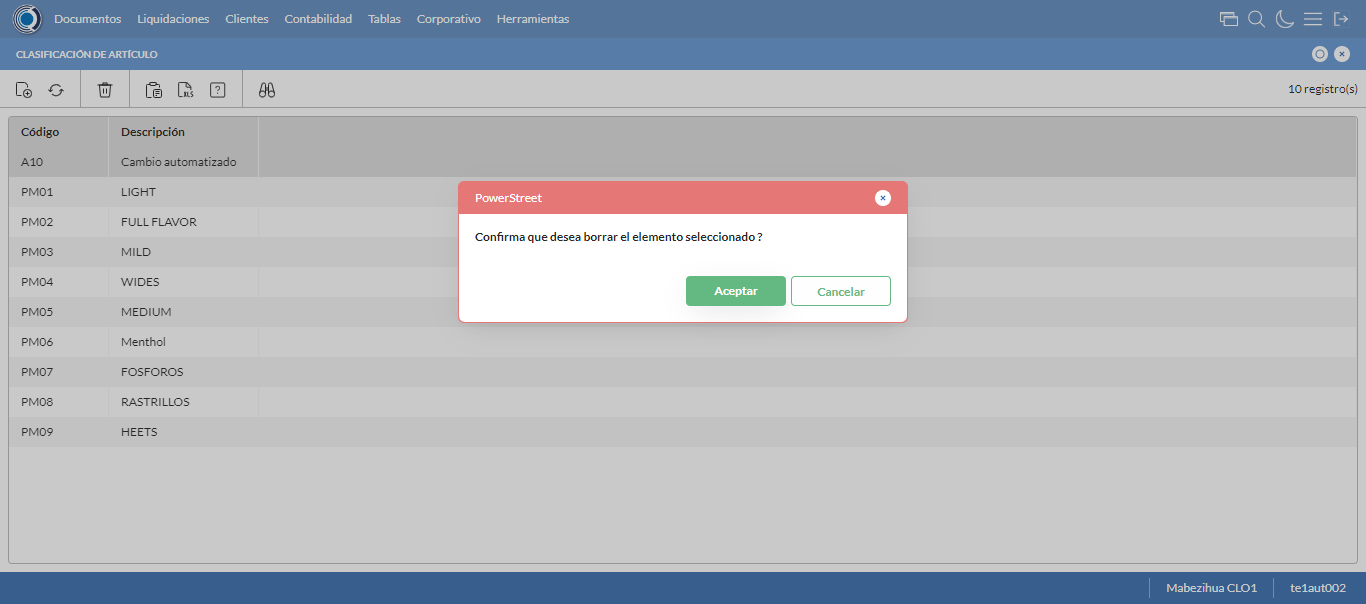 Documentos Liquidaciones Clientes Contabilidad Tablas Corporativo Herramientas
CLASIFICACIÓN DE ARTÍCULO
XLS ? 10 registro(s)
Código Descripción
A10 Cambio automatizado
PM01 LIGHT
PM02 FULL FLAVOR
PM03 MILD
PM04 WIDES
PM05 MEDIUM
PM06 Menthol
PM07 FOSFOROS
PM08 RASTRILLOS
PM09 HEETS
PowerStreet
Confirma que desea borrar el elemento seleccionado ?
Aceptar Cancelar
Mabezihua CLO1 te1aut002